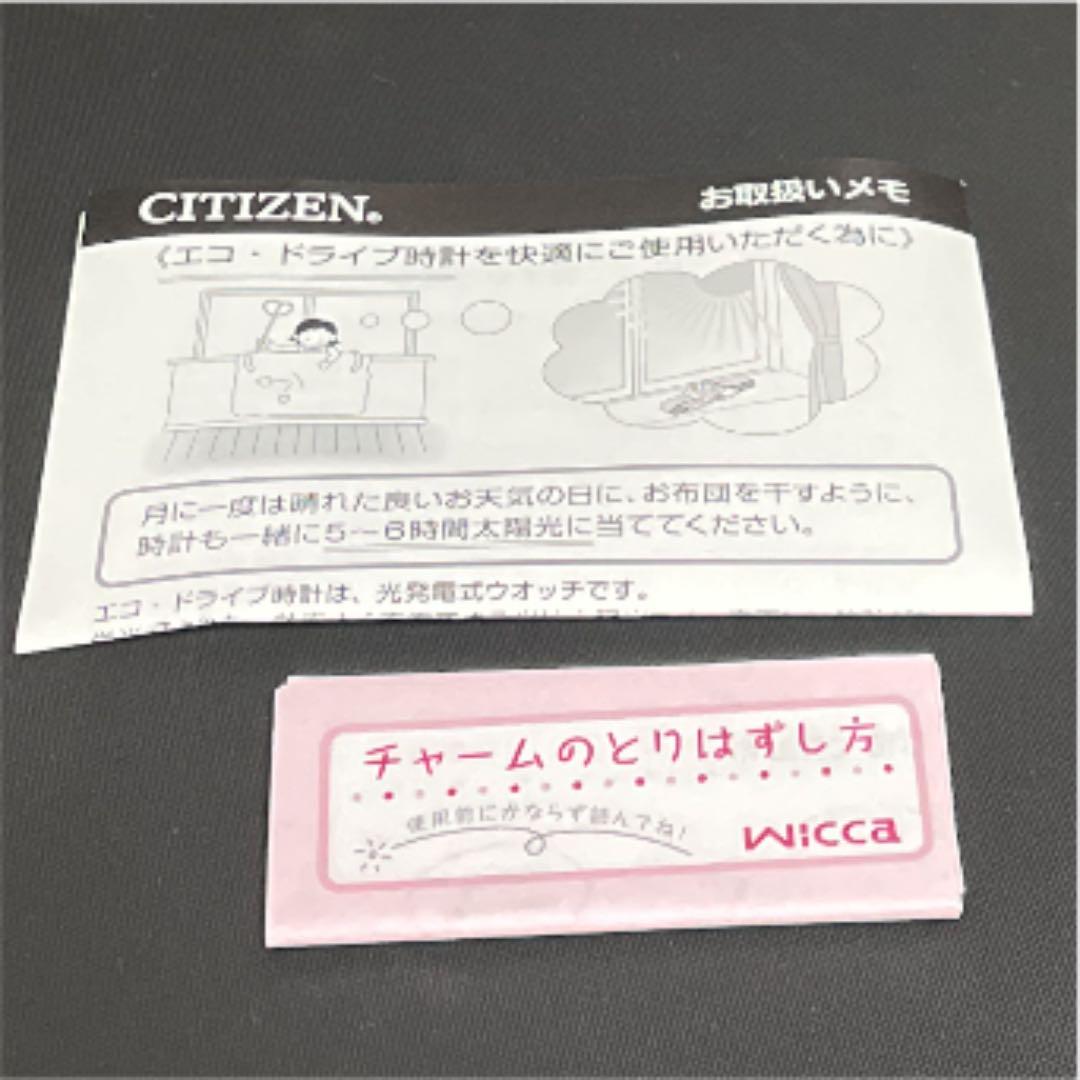 CITIZEN®
お取扱いメモ
《エコ・ドライブ時計を快適にご使用いただく為に》
月に一度は晴れた良いお天気の日に、お布団を干すように、
時計も一緒に5〜6時間太陽光に当ててください。
エコ・ドライブ時計は、光発電式ウオッチです。
チャームのとりはずし方
使用前にかならず読んでね！
wicca